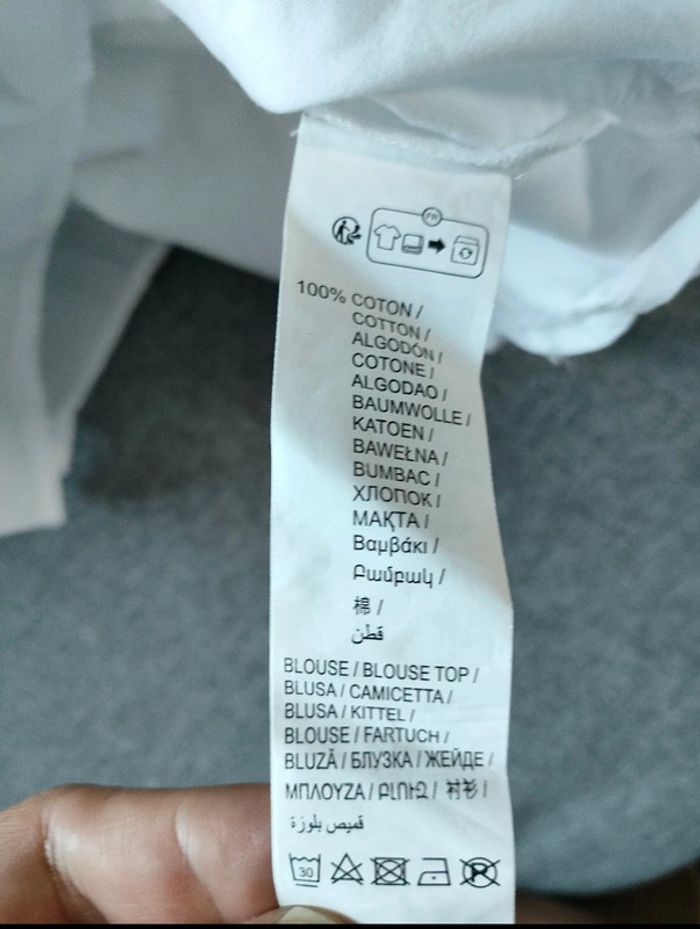 FR
100% COTON /
COTTON /
ALGODÓN /
COTONE /
ALGODAO /
BAUMWOLLE /
KATOEN /
BAWEŁNA /
BUMBAC /
ХЛОПОК /
МАҚТА /
Βαμβάκι /
Բամբակ /
棉 /
قطن
BLOUSE / BLOUSE TOP /
BLUSA / CAMICETTA /
BLUSA / KITTEL /
BLOUSE / FARTUCH /
BLUZĂ / БЛУЗКА / ЖЕЙДЕ /
ΜΠΛΟΥΖΑ / ԲԼՈՒԶ / 衬衫 /
قميص بلوزة
30